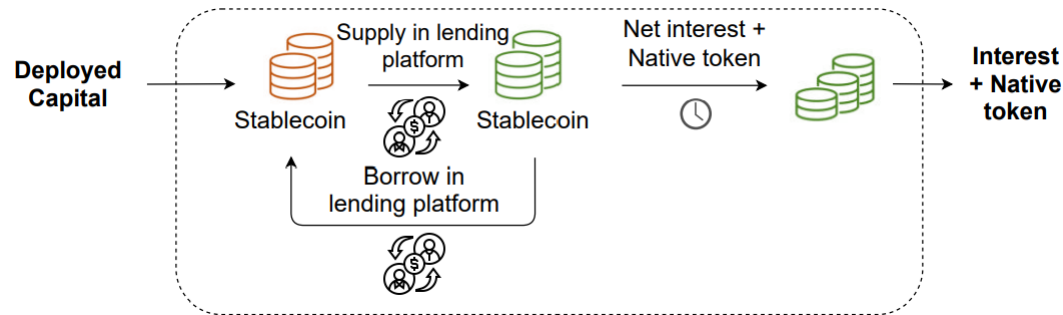 Deployed
Capital
Stablecoin
Supply in lending
platform
$
Stablecoin
Borrow in
lending platform
$
Net interest +
Native token
Interest
+ Native
token